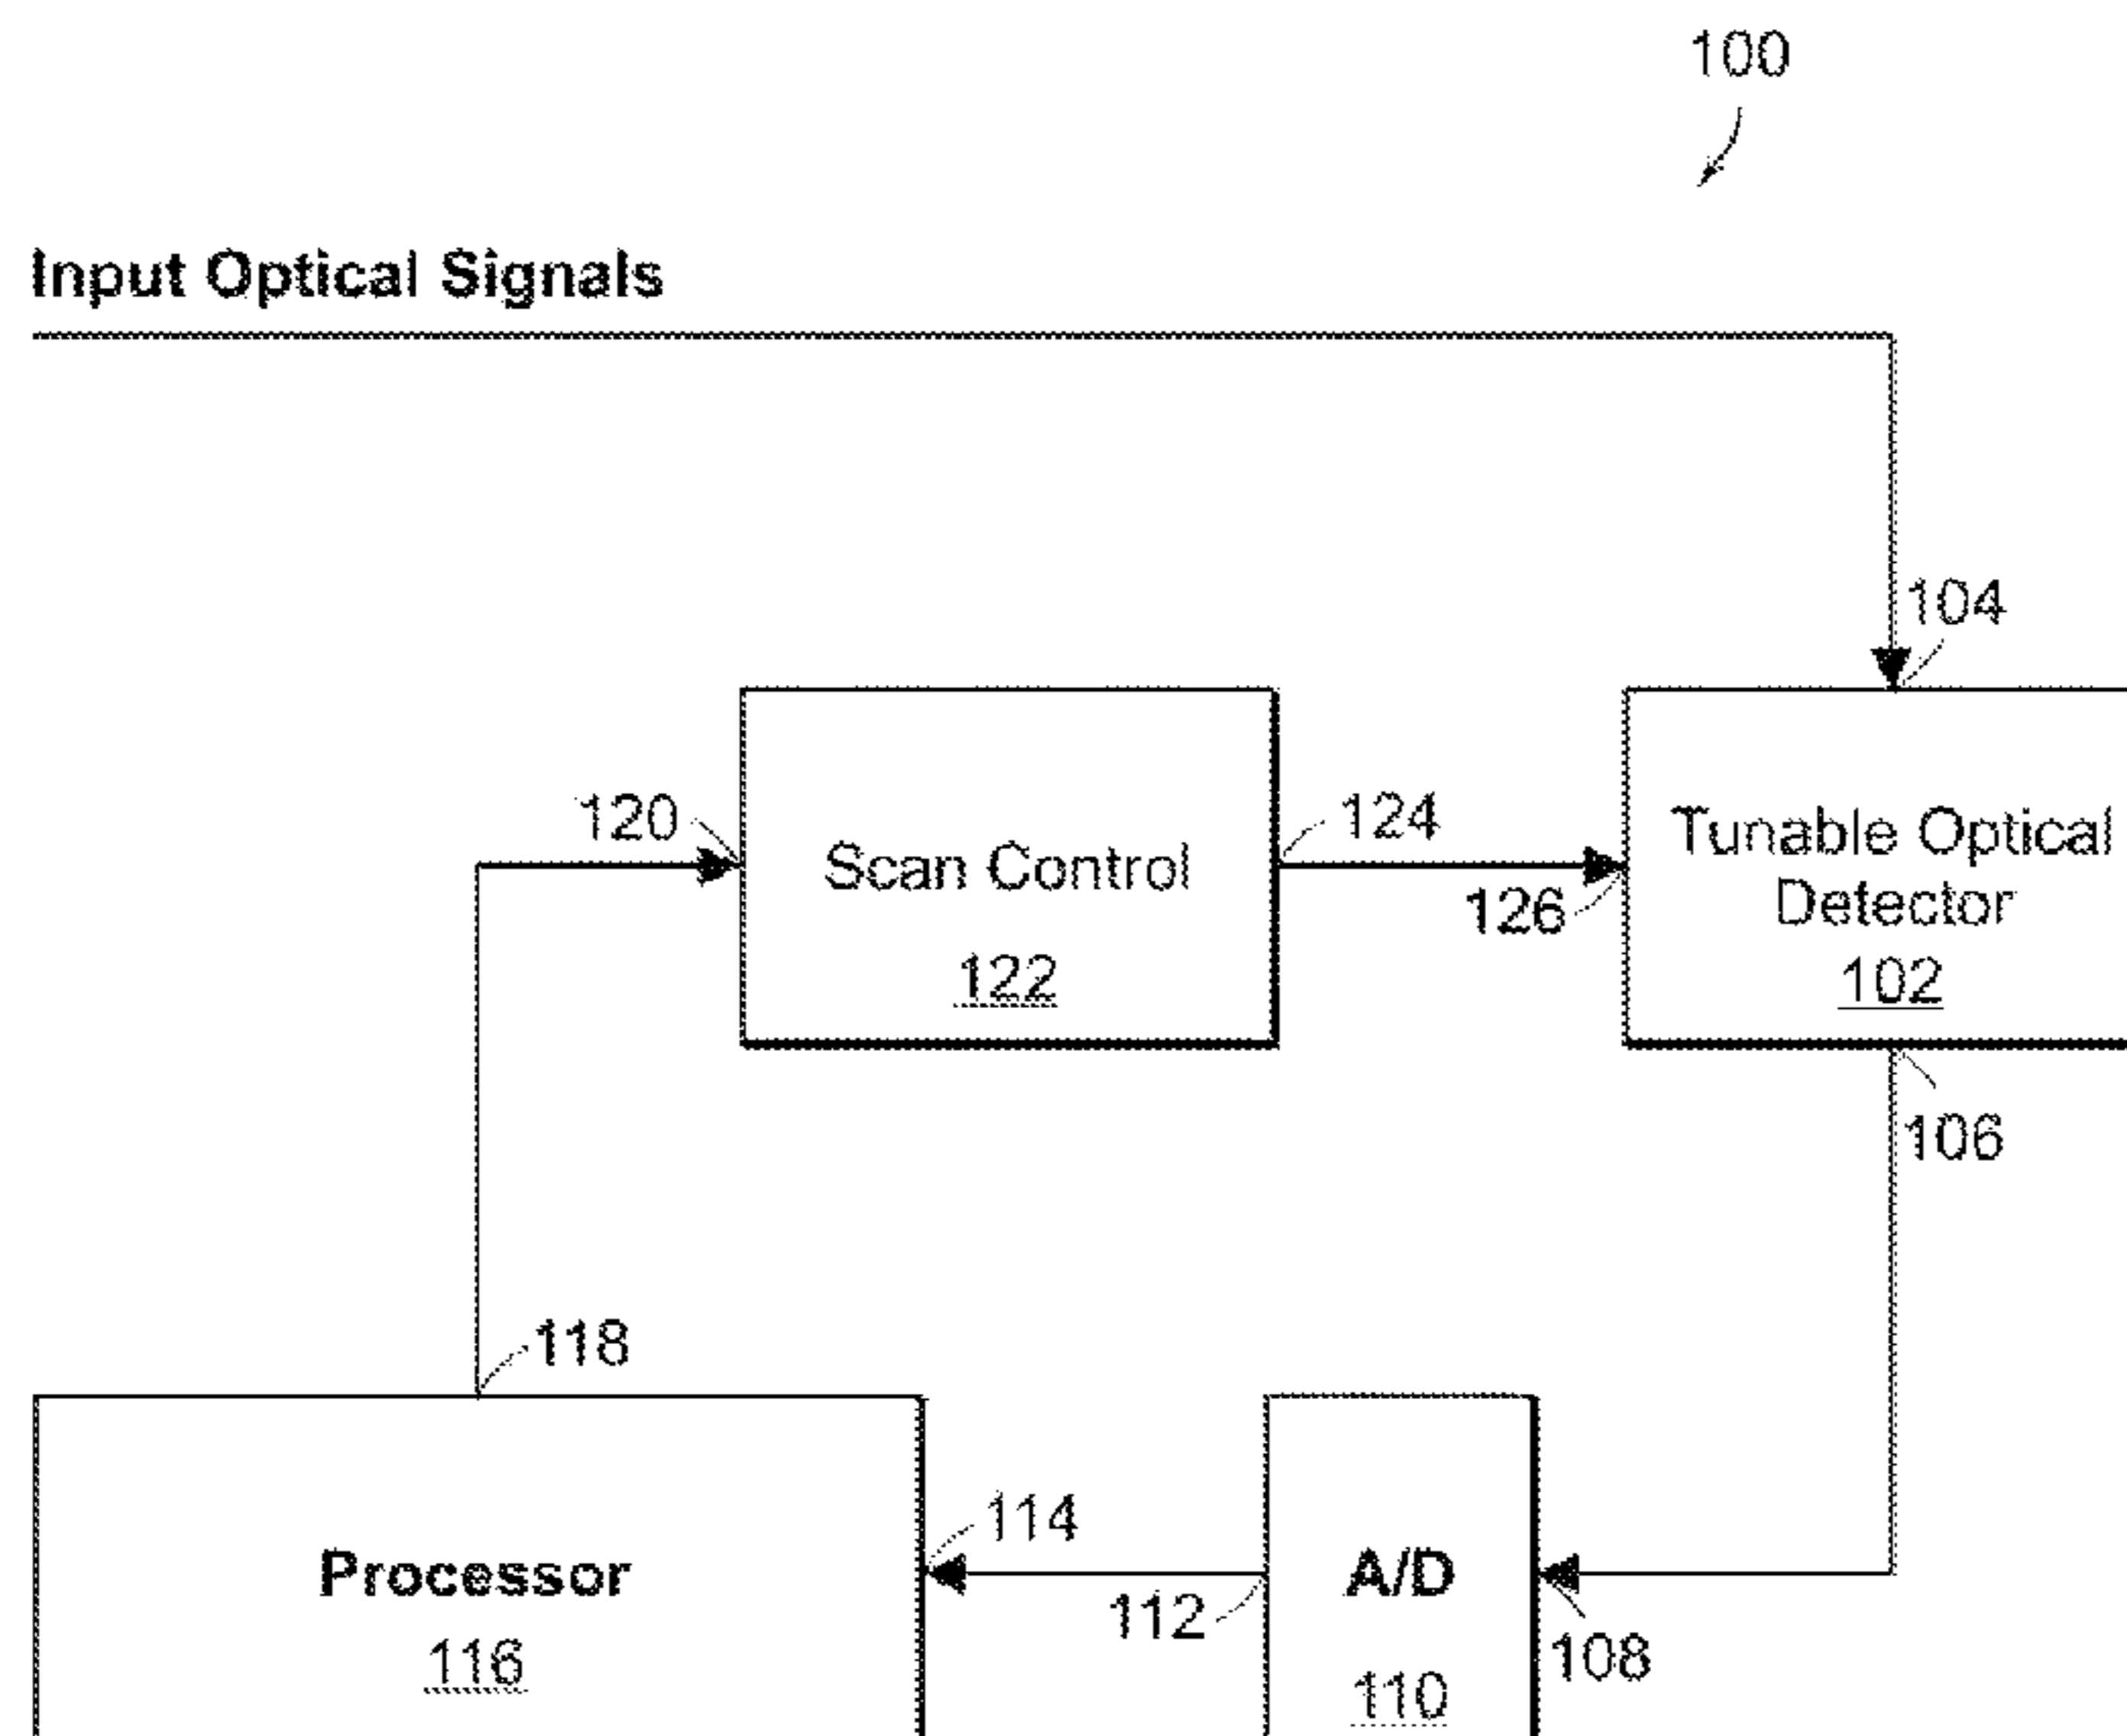 100
Input Optical Signals
104
120
Scan Control
122
124
126
Tunable Optical
Detector
102
106
118
Processor
116
114
112
A/D
110
108